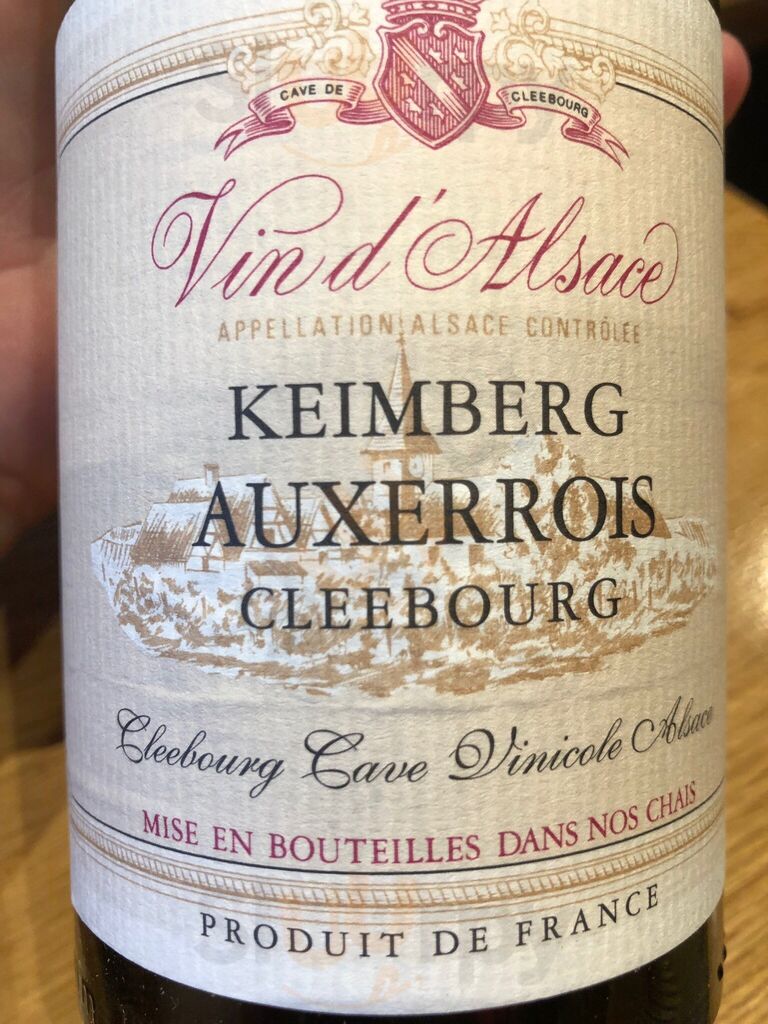 CAVE DE CLEEBOURG
Vin d'Alsace
APPELLATION ALSACE CONTRÔLÉE
KEIMBERG
AUXERROIS
CLEEBOURG
Cleebourg Cave Vinicole Alsace
MISE EN BOUTEILLES DANS NOS CHAIS
PRODUIT DE FRANCE